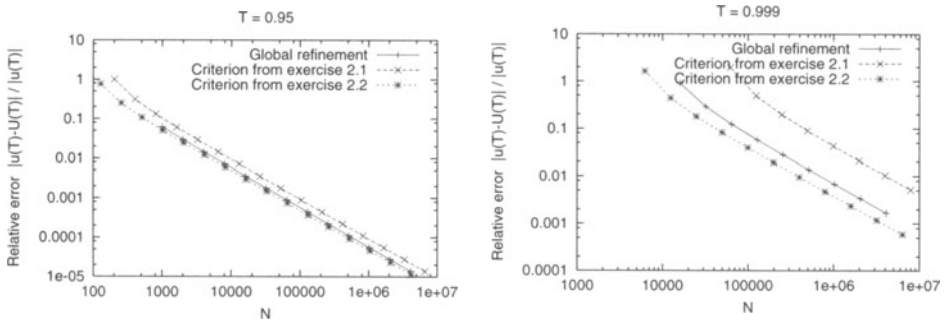 T = 0.95
Relative error |u(T)-U(T)| / |u(T)|
10
1
0.1
0.01
0.001
0.0001
1e-05
Global refinement
Criterion from exercise 2.1
Criterion from exercise 2.2
100
1000
10000
100000
1e+06
1e+07
N
T = 0.999
Relative error |u(T)-U(T)| / |u(T)|
10
1
0.1
0.01
0.001
0.0001
Global refinement
Criterion from exercise 2.1
Criterion from exercise 2.2
1000
10000
100000
1e+06
1e+07
N